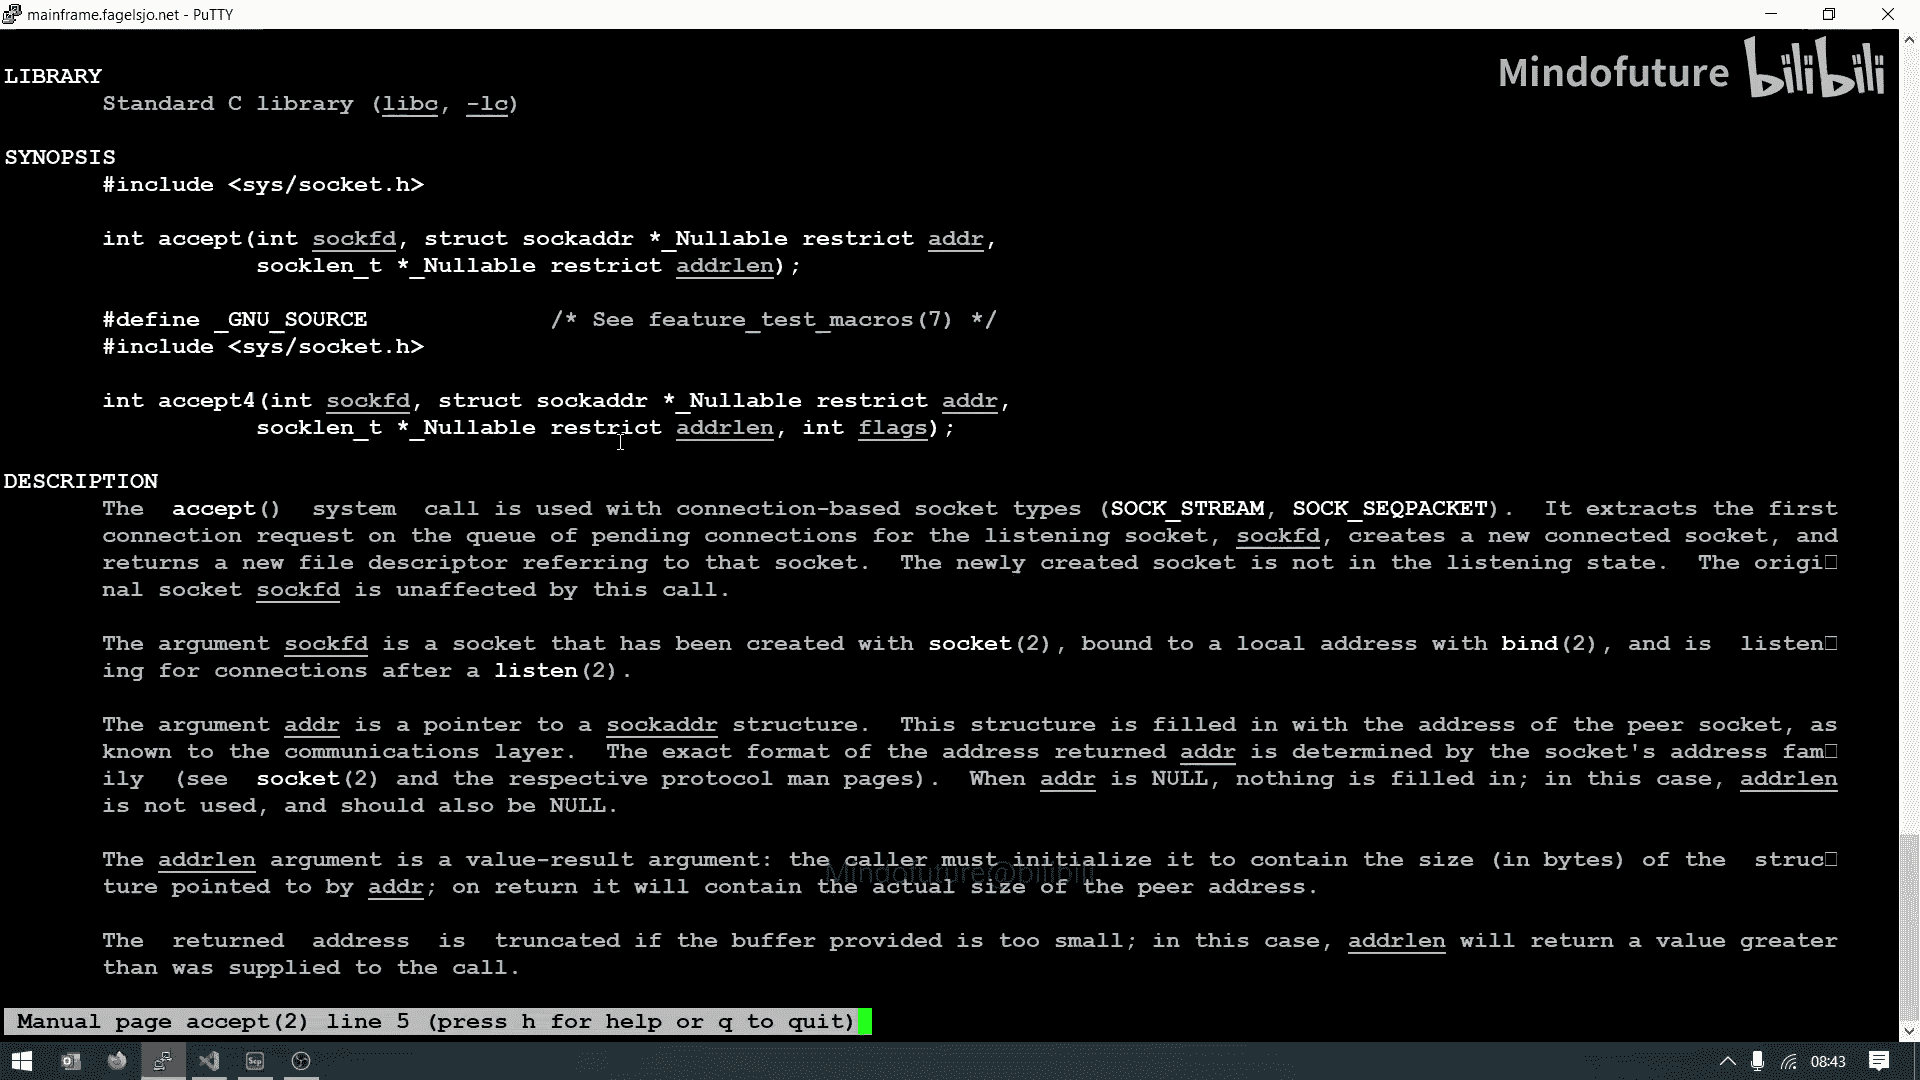 mainframe.fagelsjo.net - PuTTY
Mindofuture bilibili
LIBRARY
Standard C library (libc, -lc)
SYNOPSIS
#include <sys/socket.h>
int accept(int sockfd, struct sockaddr *_Nullable restrict addr,
socklen_t *_Nullable restrict addrlen);
#define _GNU_SOURCE /* See feature_test_macros(7) */
#include <sys/socket.h>
int accept4(int sockfd, struct sockaddr *_Nullable restrict addr,
socklen_t *_Nullable restrict addrlen, int flags);
DESCRIPTION
The accept() system call is used with connection-based socket types (SOCK_STREAM, SOCK_SEQPACKET). It extracts the first
connection request on the queue of pending connections for the listening socket, sockfd, creates a new connected socket, and
returns a new file descriptor referring to that socket. The newly created socket is not in the listening state. The origi□
nal socket sockfd is unaffected by this call.
The argument sockfd is a socket that has been created with socket(2), bound to a local address with bind(2), and is listen□
ing for connections after a listen(2).
The argument addr is a pointer to a sockaddr structure. This structure is filled in with the address of the peer socket, as
known to the communications layer. The exact format of the address returned addr is determined by the socket's address fam□
ily (see socket(2) and the respective protocol man pages). When addr is NULL, nothing is filled in; in this case, addrlen
is not used, and should also be NULL.
The addrlen argument is a value-result argument: the caller must initialize it to contain the size (in bytes) of the struc□
Mindofuture@bilibili
ture pointed to by addr; on return it will contain the actual size of the peer address.
The returned address is truncated if the buffer provided is too small; in this case, addrlen will return a value greater
than was supplied to the call.
Manual page accept(2) line 5 (press h for help or q to quit)
08:43